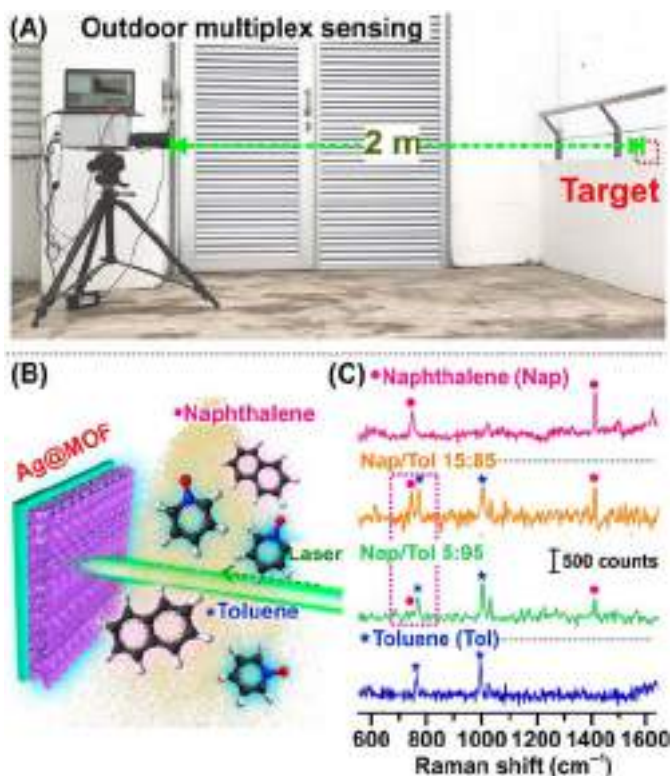 (A) Outdoor multiplex sensing
2 m
Target
(B)
Ag@MOF
•Naphthalene
Laser
*Toluene
(C)
•Naphthalene (Nap)
Nap/Tol 15:85
Nap/Tol 5:95
500 counts
*Toluene (Tol)
600 800 1000 1200 1400 1600
Raman shift (cm⁻¹)